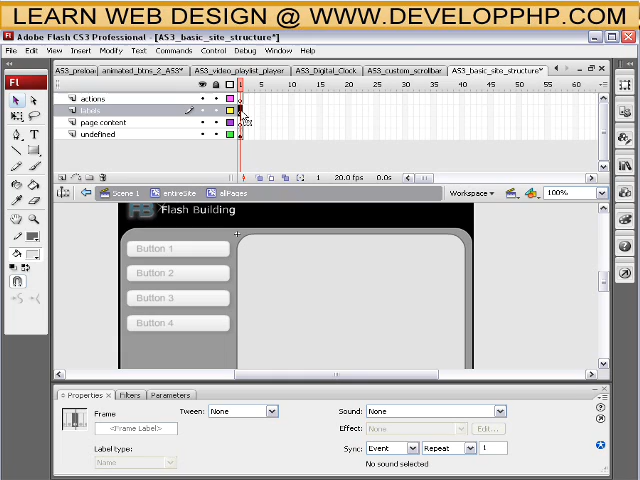 LEARN WEB DESIGN @ WWW.DEVELOPPHP.COM
Adobe Flash CS3 Professional - [AS3_basic_site_structure*]
File Edit View Insert Modify Text Commands Control Debug Window Help
AS3_preloa animated_btns_2_AS3* AS3_video_playlist_player AS3_Digital_Clock AS3_custom_scrollbar AS3_basic_site_structure*
1 5 10 15 20 25 30 35 40 45 50 55 60
actions
labels
page content
undefined
1 20.0 fps 0.0s
Scene 1 entireSite allPages Workspace 100%
FB Flash Building
Button 1
Button 2
Button 3
Button 4
Properties Filters Parameters
Frame Tween: None Sound: None
<Frame Label> Effect: None Edit...
Label type: Sync: Event Repeat 1
Name No sound selected